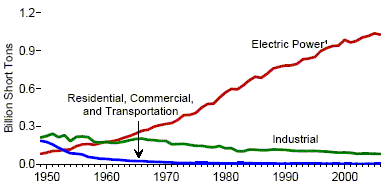 1.2
Electric Power¹
0.9
Billion Short Tons
0.6
Residential, Commercial,
and Transportation
0.3
Industrial
0.0
1950 1960 1970 1980 1990 2000